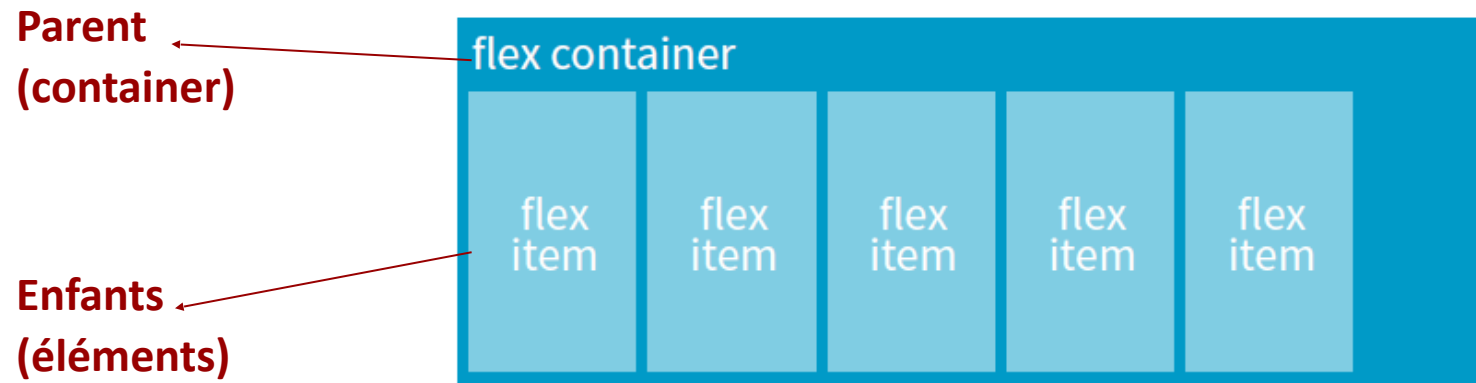 Parent
(container)
flex container
flex
item
flex
item
flex
item
flex
item
flex
item
Enfants
(éléments)